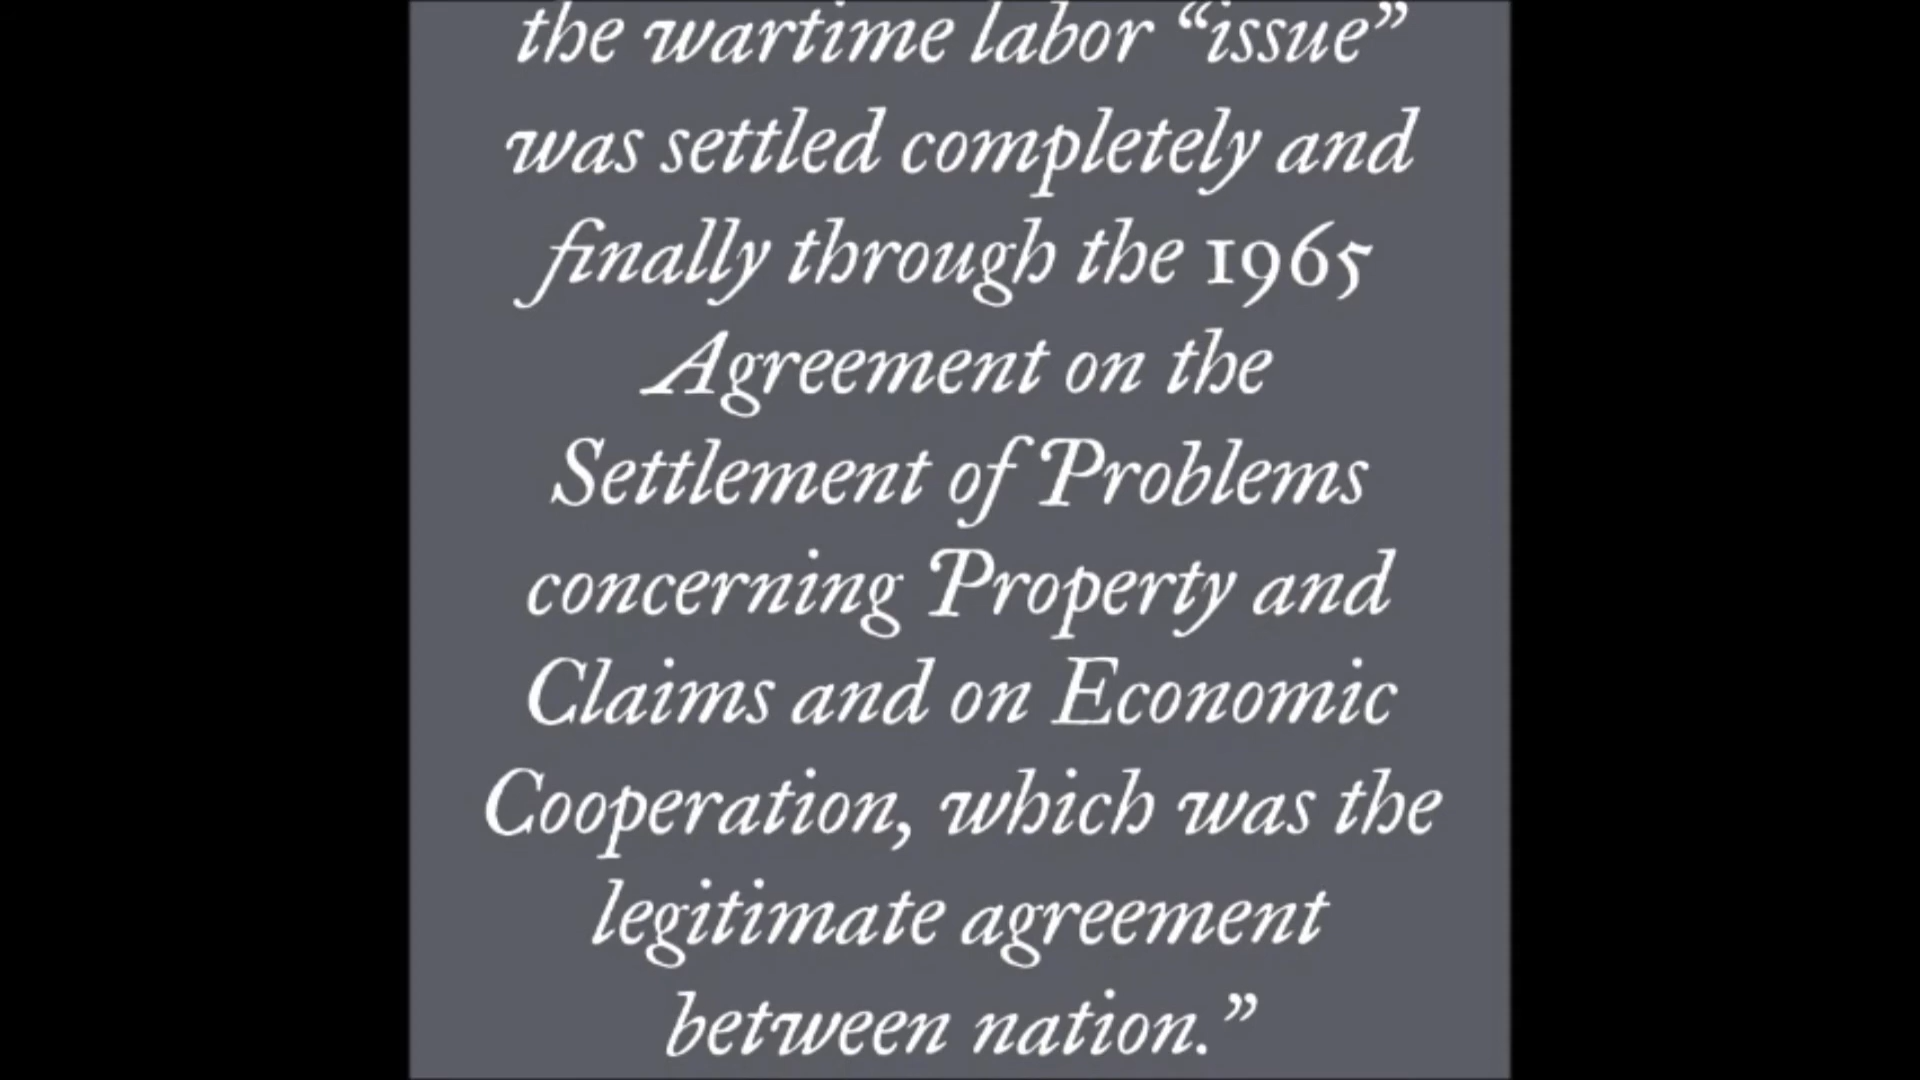 the wartime labor “issue”
was settled completely and
finally through the 1965
Agreement on the
Settlement of Problems
concerning Property and
Claims and on Economic
Cooperation, which was the
legitimate agreement
between nation.”